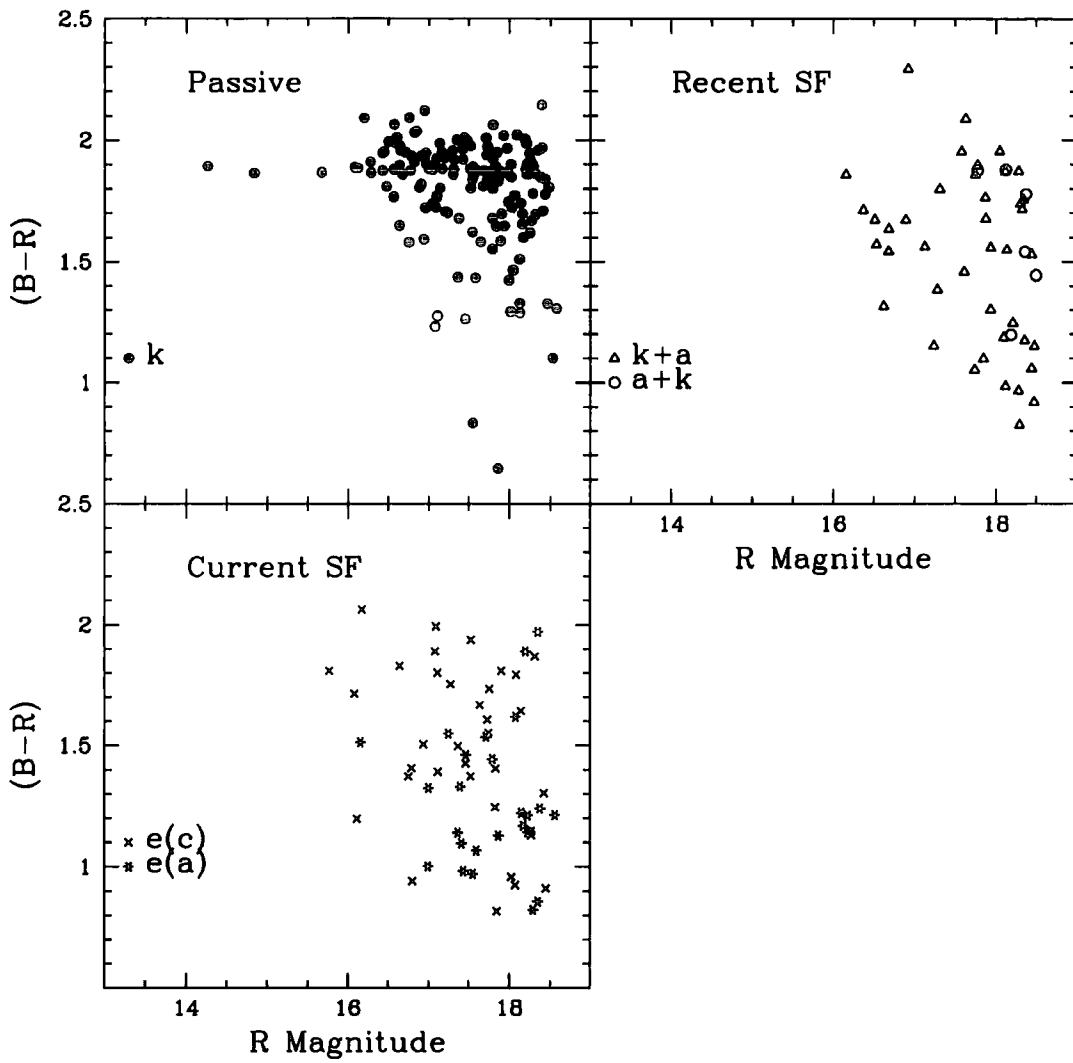 2.5
Passive
Recent SF
2
(B-R)
1.5
k
k+a
1
a+k
2.5
14
16
18
R Magnitude
Current SF
2
(B-R)
1.5
e(c)
e(a)
1
14
16
18
R Magnitude